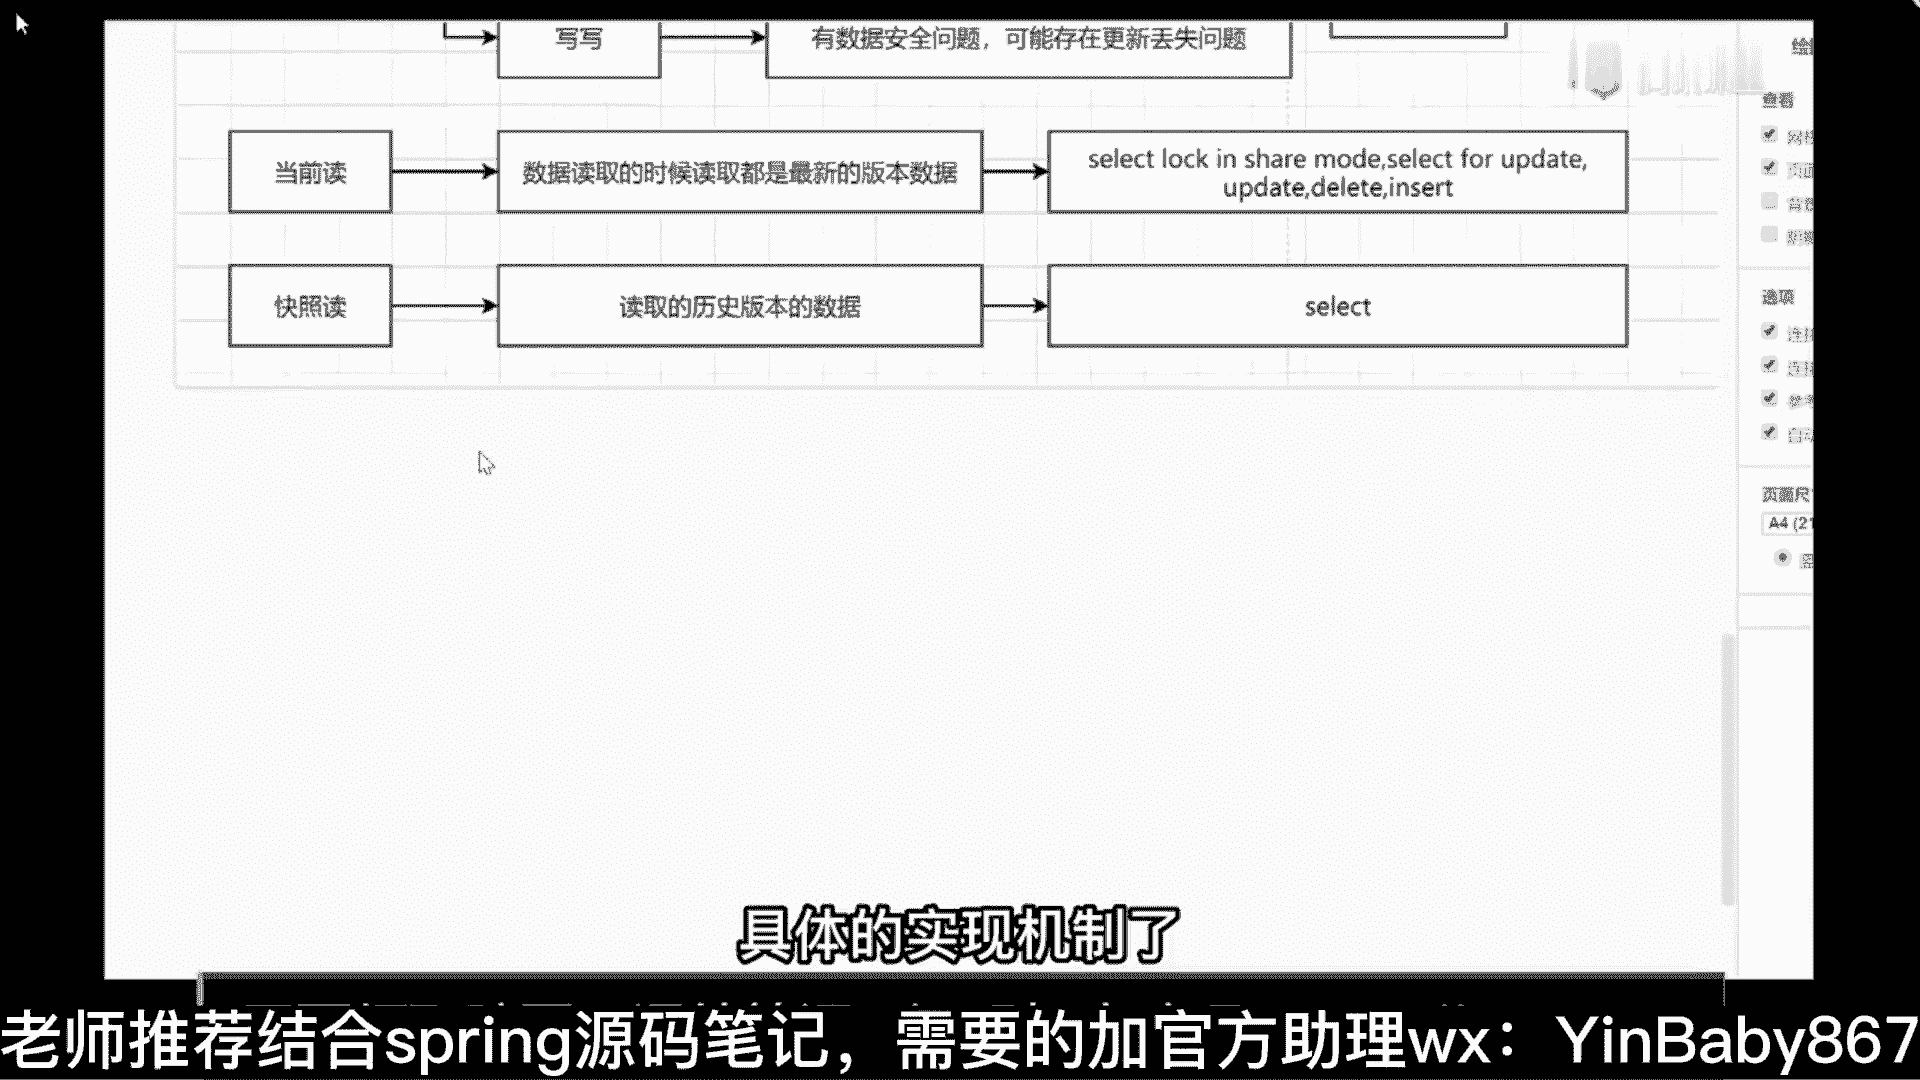 写写
有数据安全问题，可能存在更新丢失问题
查看
当前读
数据读取的时候读取都是最新的版本数据
select lock in share mode,select for update,
update,delete,insert
快照读
读取的历史版本的数据
select
选项
页面尺
A4 (21
具体的实现机制了
老师推荐结合spring源码笔记，需要的加官方助理wx：YinBaby867